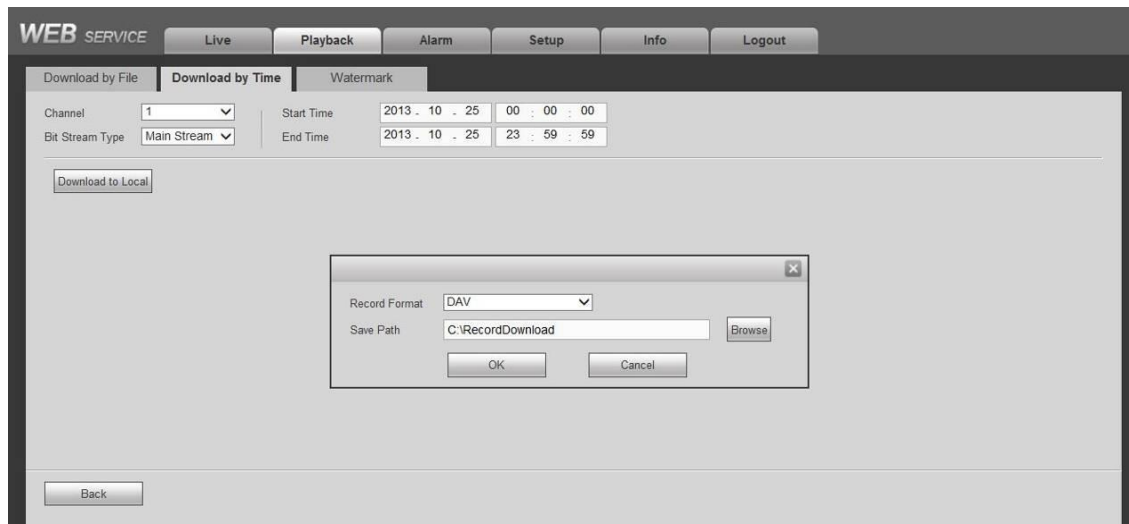 WEB SERVICE Live Playback Alarm Setup Info Logout
Download by File Download by Time Watermark
Channel 1 Start Time 2013 . 10 . 25 00 : 00 : 00
Bit Stream Type Main Stream End Time 2013 . 10 . 25 23 : 59 : 59
Download to Local
Record Format DAV
Save Path C:\RecordDownload Browse
OK Cancel
Back